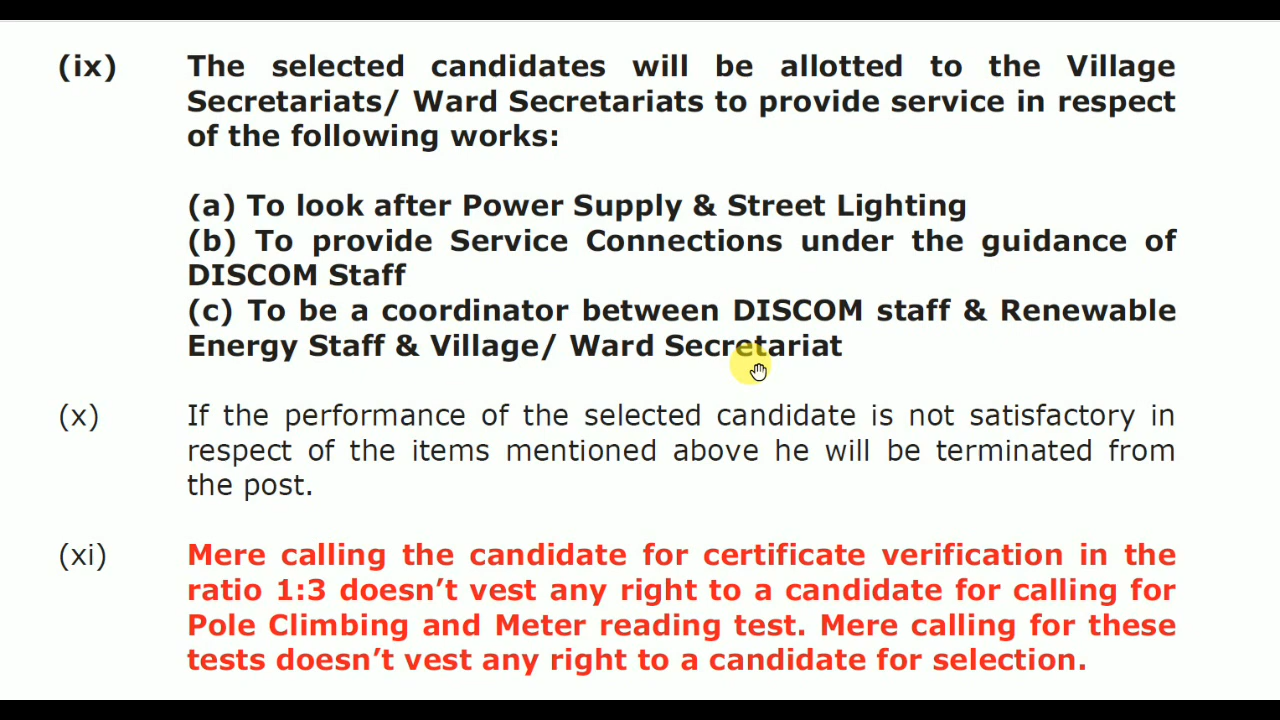 (ix) The selected candidates will be allotted to the Village
Secretariats/ Ward Secretariats to provide service in respect
of the following works:
(a) To look after Power Supply & Street Lighting
(b) To provide Service Connections under the guidance of
DISCOM Staff
(c) To be a coordinator between DISCOM staff & Renewable
Energy Staff & Village/ Ward Secretariat
(x) If the performance of the selected candidate is not satisfactory in
respect of the items mentioned above he will be terminated from
the post.
(xi) Mere calling the candidate for certificate verification in the
ratio 1:3 doesn’t vest any right to a candidate for calling for
Pole Climbing and Meter reading test. Mere calling for these
tests doesn’t vest any right to a candidate for selection.